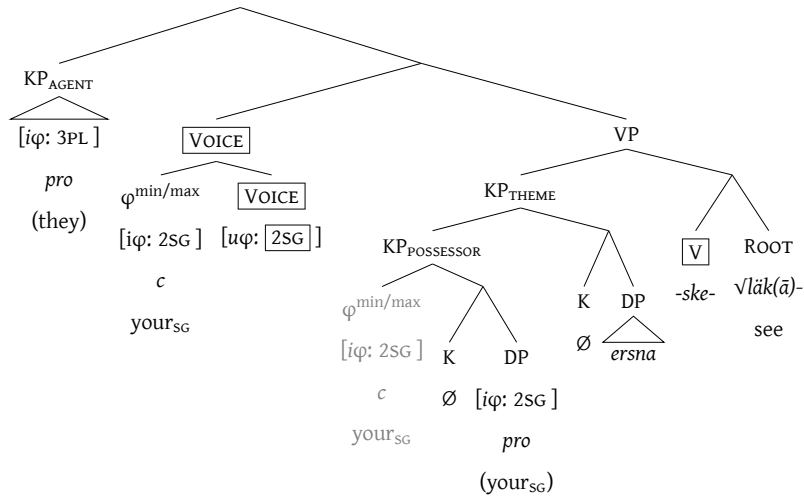 KP_AGENT
[iφ: 3PL ]
pro
(they)
VOICE
φ^min/max VOICE
[iφ: 2SG ] [uφ: 2SG ]
c
your_SG
VP
KP_THEME
KP_POSSESSOR
φ^min/max
[iφ: 2SG ]
c
your_SG
K DP
Ø [iφ: 2SG ]
pro
(your_SG)
K DP
Ø ersna
V ROOT
-ske- √läk(ā)-
see